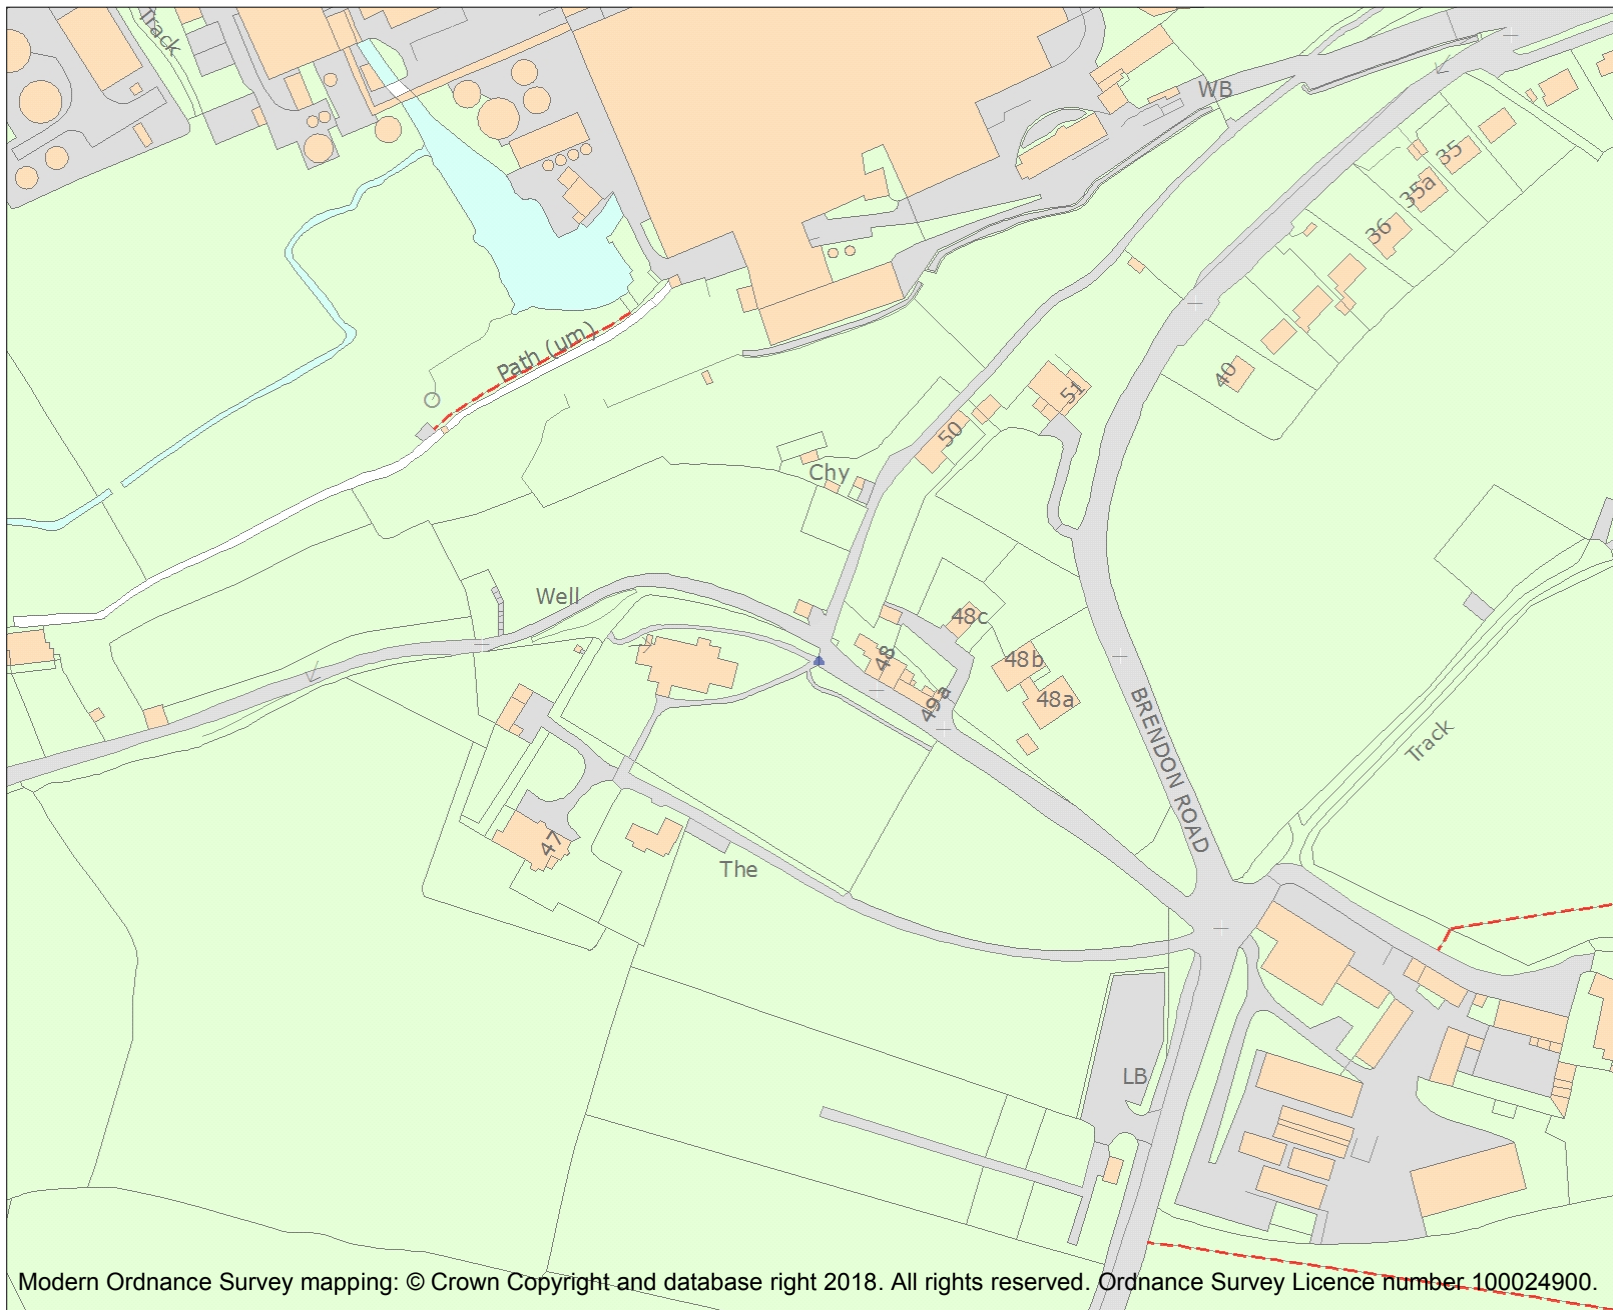 Track
WB
35
35a
36
Path (um)
40
51
50
Chy
Well
48c
48
48b
48a
49a
BRENDON ROAD
Track
47
The
LB
Modern Ordnance Survey mapping: © Crown Copyright and database right 2018. All rights reserved. Ordnance Survey Licence number 100024900.